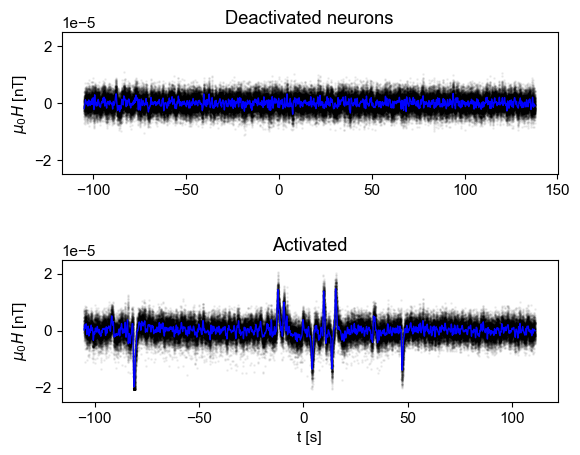 Deactivated neurons
1e−5
2
0
−2
μ₀H [nT]
−100 −50 0 50 100 150
Activated
1e−5
2
0
−2
μ₀H [nT]
−100 −50 0 50 100
t [s]